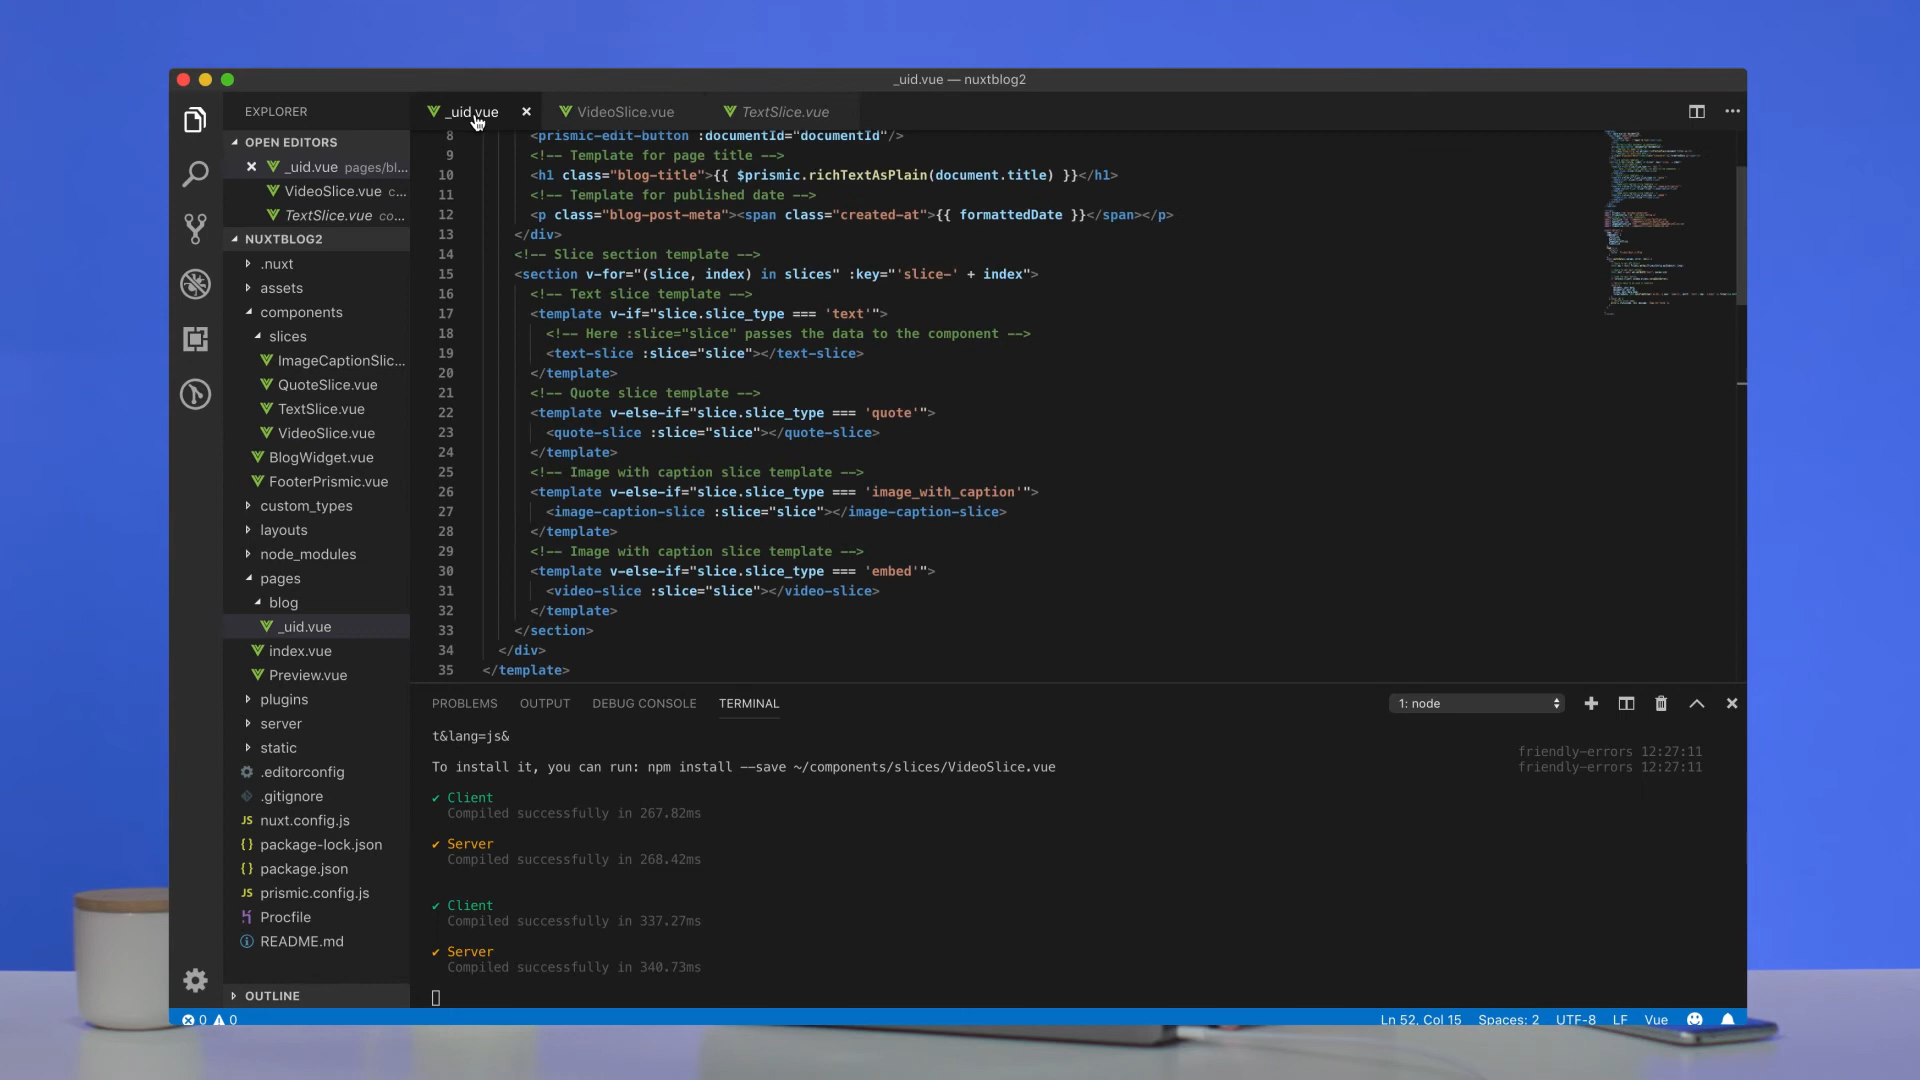 _uid.vue — nuxtblog2
EXPLORER
OPEN EDITORS
_uid.vue pages/bl...
VideoSlice.vue c...
TextSlice.vue co...
NUXTBLOG2
.nuxt
assets
components
slices
ImageCaptionSlic...
QuoteSlice.vue
TextSlice.vue
VideoSlice.vue
BlogWidget.vue
FooterPrismic.vue
custom_types
layouts
node_modules
pages
blog
_uid.vue
index.vue
Preview.vue
plugins
server
static
.editorconfig
.gitignore
JS nuxt.config.js
{} package-lock.json
{} package.json
JS prismic.config.js
Procfile
README.md
OUTLINE
_uid.vue VideoSlice.vue TextSlice.vue
8 <prismic-edit-button :documentId="documentId"/>
9 <!-- Template for page title -->
10 <h1 class="blog-title">{{ $prismic.richTextAsPlain(document.title) }}</h1>
11 <!-- Template for published date -->
12 <p class="blog-post-meta"><span class="created-at">{{ formattedDate }}</span></p>
13 </div>
14 <!-- Slice section template -->
15 <section v-for="(slice, index) in slices" :key="'slice-' + index">
16 <!-- Text slice template -->
17 <template v-if="slice.slice_type === 'text'">
18 <!-- Here :slice="slice" passes the data to the component -->
19 <text-slice :slice="slice"></text-slice>
20 </template>
21 <!-- Quote slice template -->
22 <template v-else-if="slice.slice_type === 'quote'">
23 <quote-slice :slice="slice"></quote-slice>
24 </template>
25 <!-- Image with caption slice template -->
26 <template v-else-if="slice.slice_type === 'image_with_caption'">
27 <image-caption-slice :slice="slice"></image-caption-slice>
28 </template>
29 <!-- Image with caption slice template -->
30 <template v-else-if="slice.slice_type === 'embed'">
31 <video-slice :slice="slice"></video-slice>
32 </template>
33 </section>
34 </div>
35 </template>
PROBLEMS OUTPUT DEBUG CONSOLE TERMINAL 1: node
t&lang=js&
friendly-errors 12:27:11
To install it, you can run: npm install --save ~/components/slices/VideoSlice.vue friendly-errors 12:27:11
✔ Client
Compiled successfully in 267.82ms
✔ Server
Compiled successfully in 268.42ms
✔ Client
Compiled successfully in 337.27ms
✔ Server
Compiled successfully in 340.73ms
0 0 Ln 52, Col 15 Spaces: 2 UTF-8 LF Vue